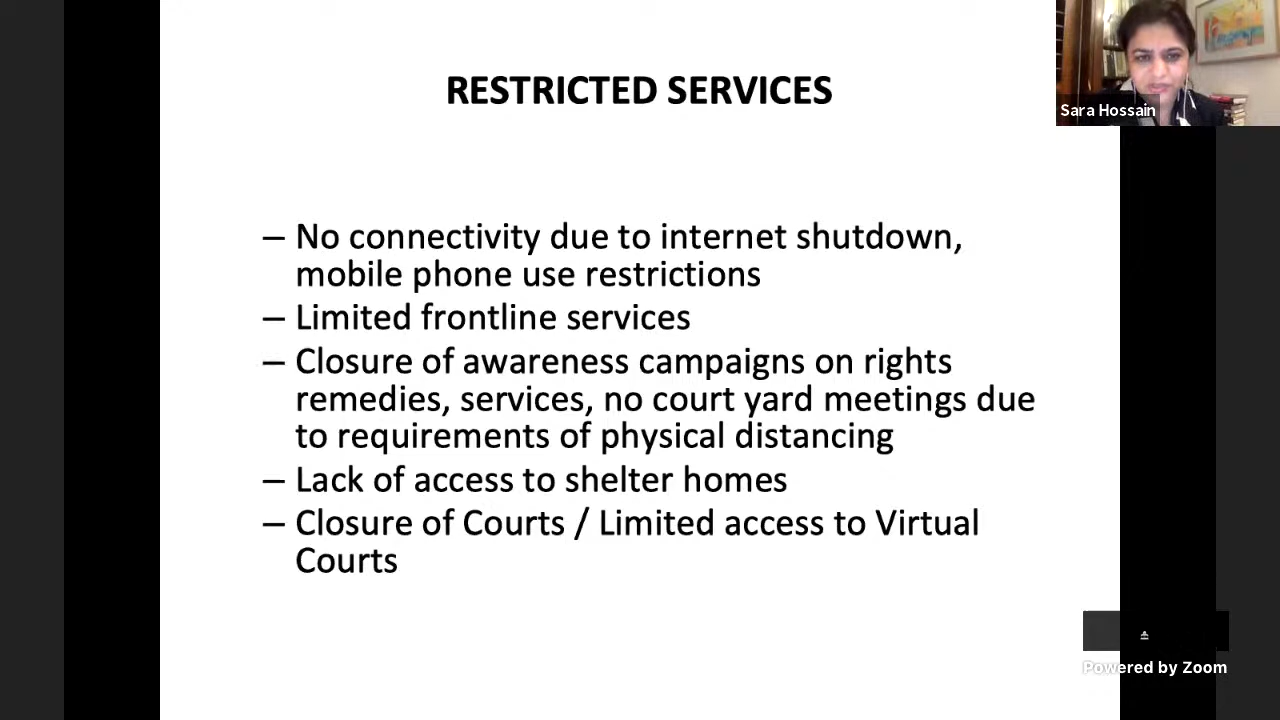 RESTRICTED SERVICES
Sara Hossain
– No connectivity due to internet shutdown,
mobile phone use restrictions
– Limited frontline services
– Closure of awareness campaigns on rights
remedies, services, no court yard meetings due
to requirements of physical distancing
– Lack of access to shelter homes
– Closure of Courts / Limited access to Virtual
Courts
Powered by Zoom